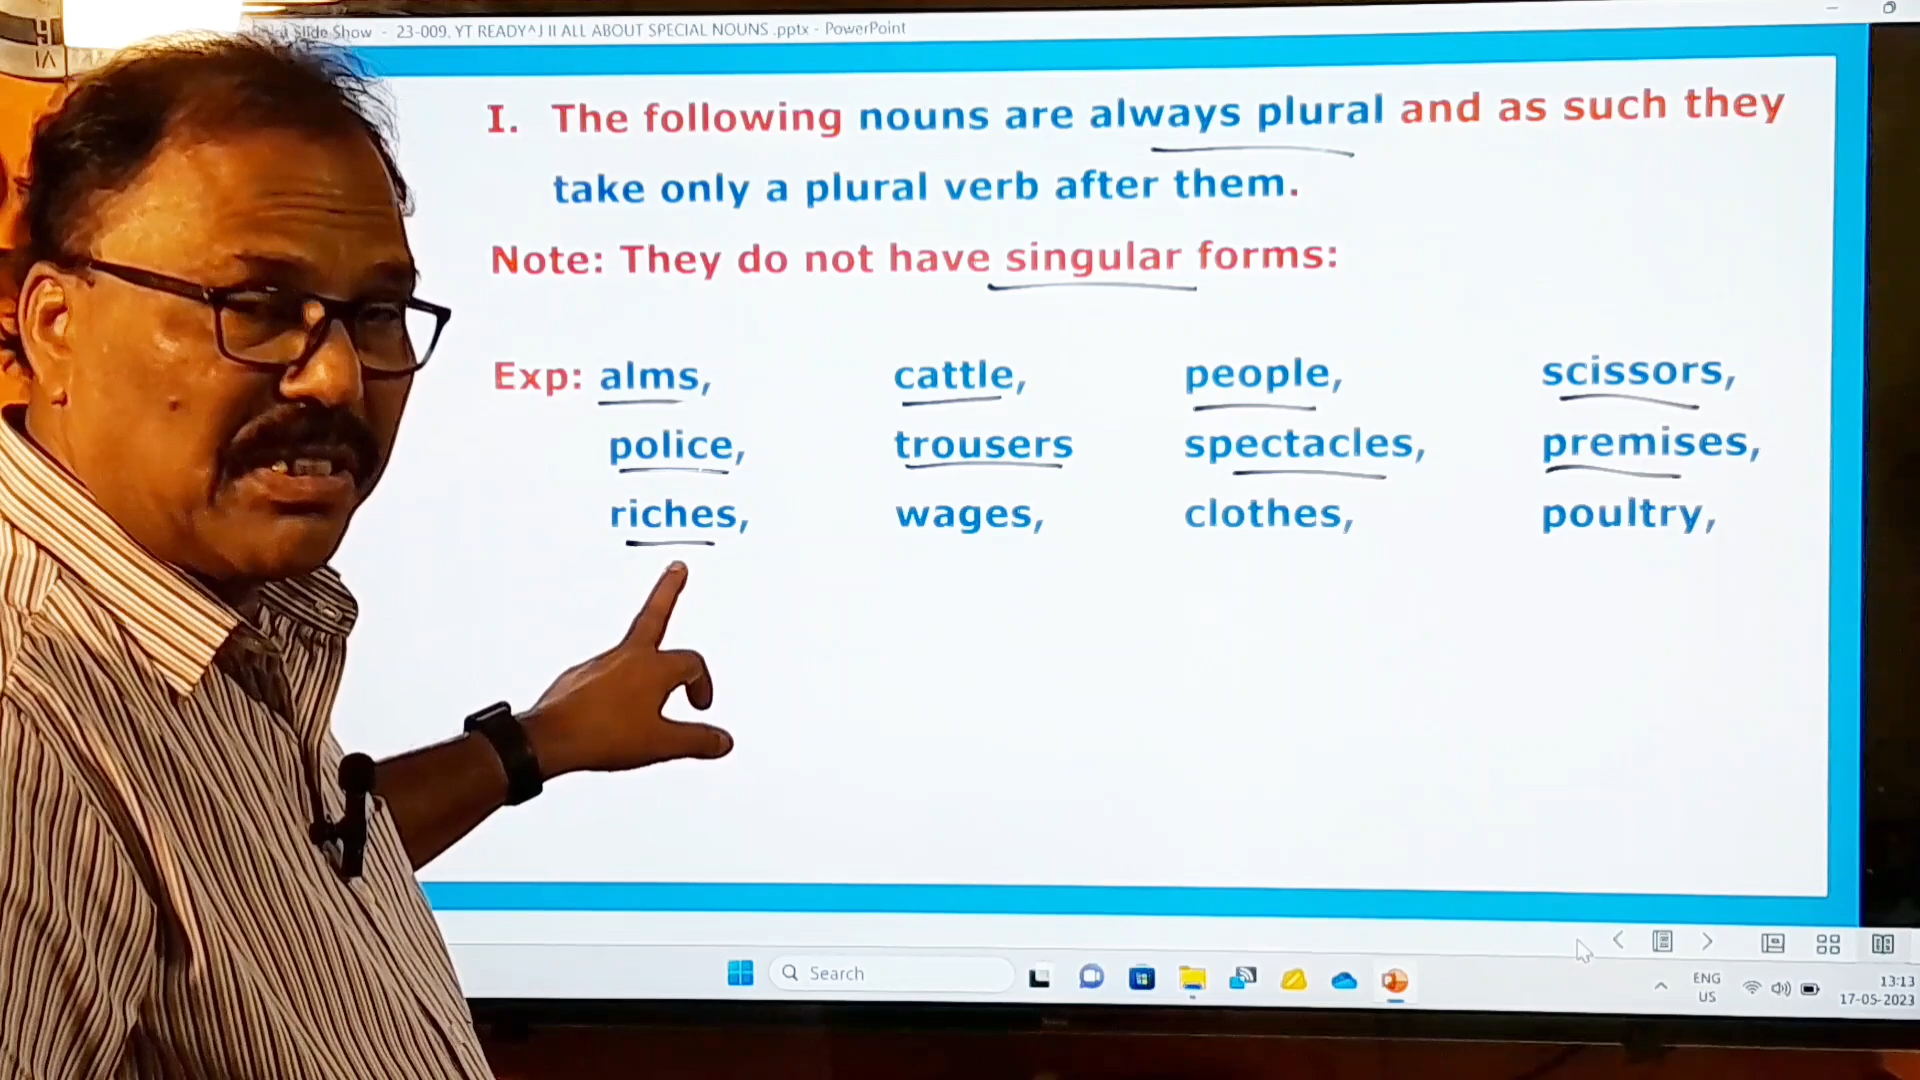 Slide Show - 23-009, YT READY^J II ALL ABOUT SPECIAL NOUNS .pptx - PowerPoint
I. The following nouns are always plural and as such they
take only a plural verb after them.
Note: They do not have singular forms:
Exp: alms, cattle, people, scissors,
police, trousers spectacles, premises,
riches, wages, clothes, poultry,
Search
ENG
US
13:13
17-05-2023